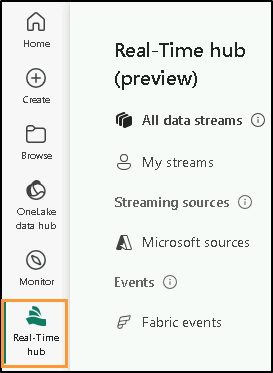 Home
Create
Browse
OneLake
data hub
Monitor
Real-Time
hub
Real-Time hub
(preview)
All data streams
My streams
Streaming sources
Microsoft sources
Events
Fabric events